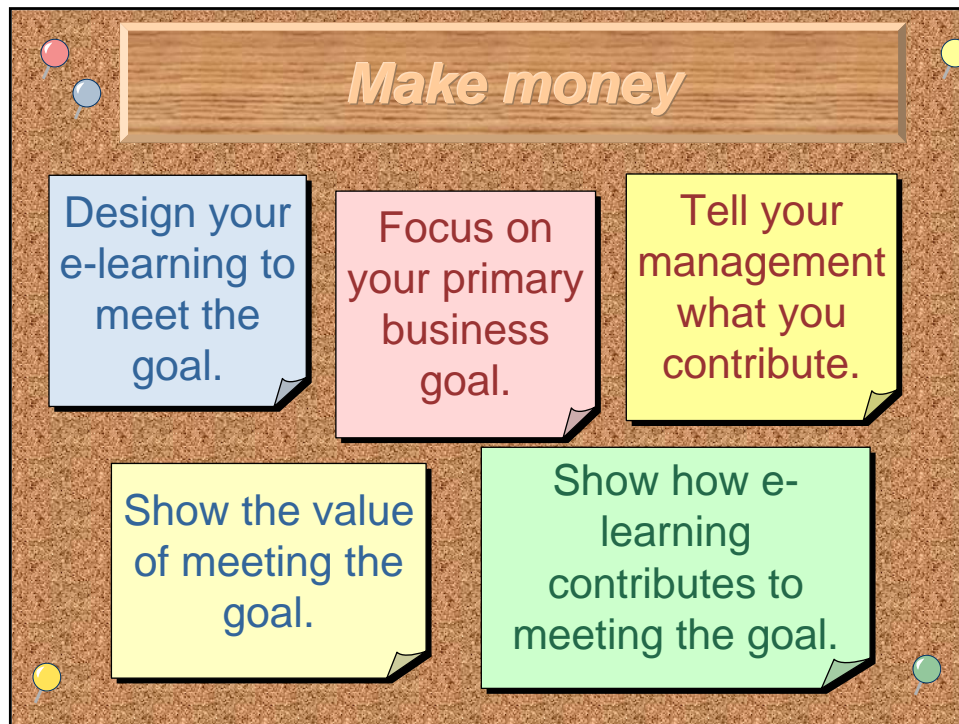 Make money
Design your
e-learning to
meet the
goal.
Focus on
your primary
business
goal.
Tell your
management
what you
contribute.
Show the value
of meeting the
goal.
Show how e-
learning
contributes to
meeting the goal.